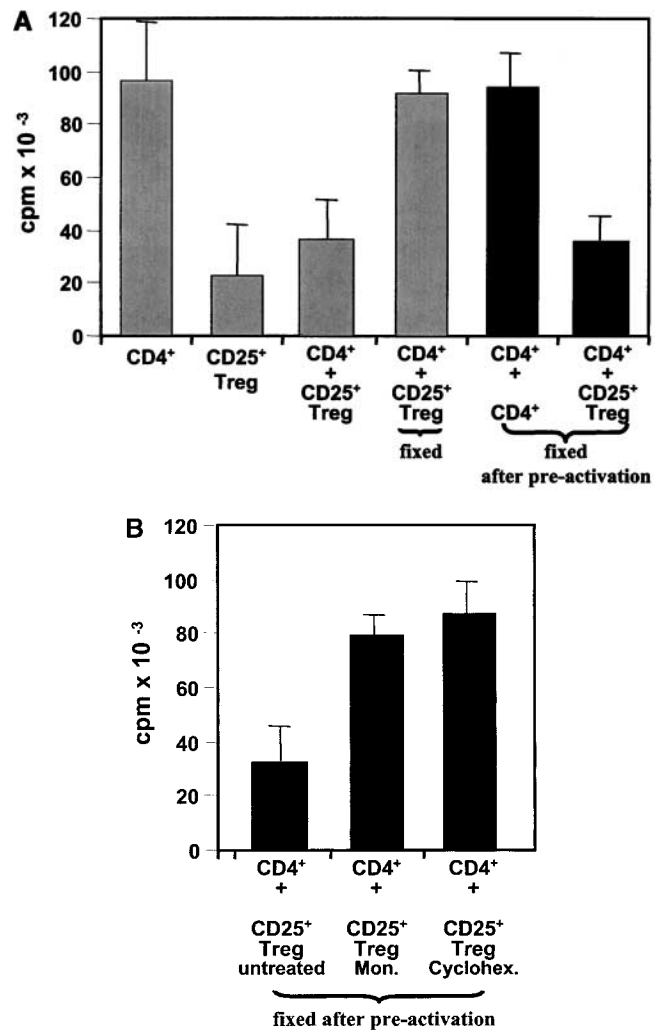 A
120
100
80
60
40
20
0
cpm x 10 -3
CD4+
CD25+
Treg
CD4+
+
CD25+
Treg
CD4+
+
CD25+
Treg
fixed
CD4+
+
CD4+
CD4+
+
CD25+
Treg
fixed
after pre-activation
B
120
100
80
60
40
20
0
cpm x 10 -3
CD4+
+
CD25+
Treg
untreated
CD4+
+
CD25+
Treg
Mon.
CD4+
+
CD25+
Treg
Cyclohex.
fixed after pre-activation